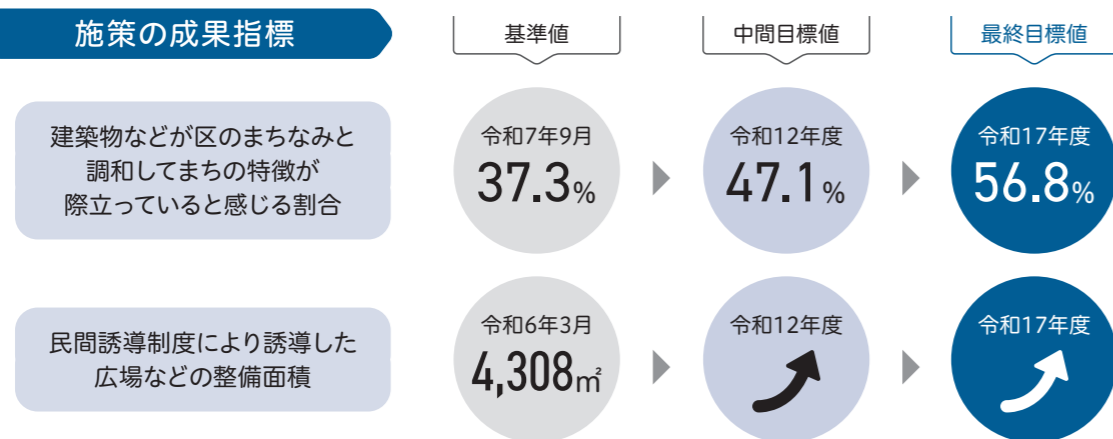 施策の成果指標
基準値
中間目標値
最終目標値
建築物などが区のまちなみと
調和してまちの特徴が
際立っていると感じる割合
令和7年9月
37.3%
令和12年度
47.1%
令和17年度
56.8%
民間誘導制度により誘導した
広場などの整備面積
令和6年3月
4,308㎡
令和12年度
令和17年度